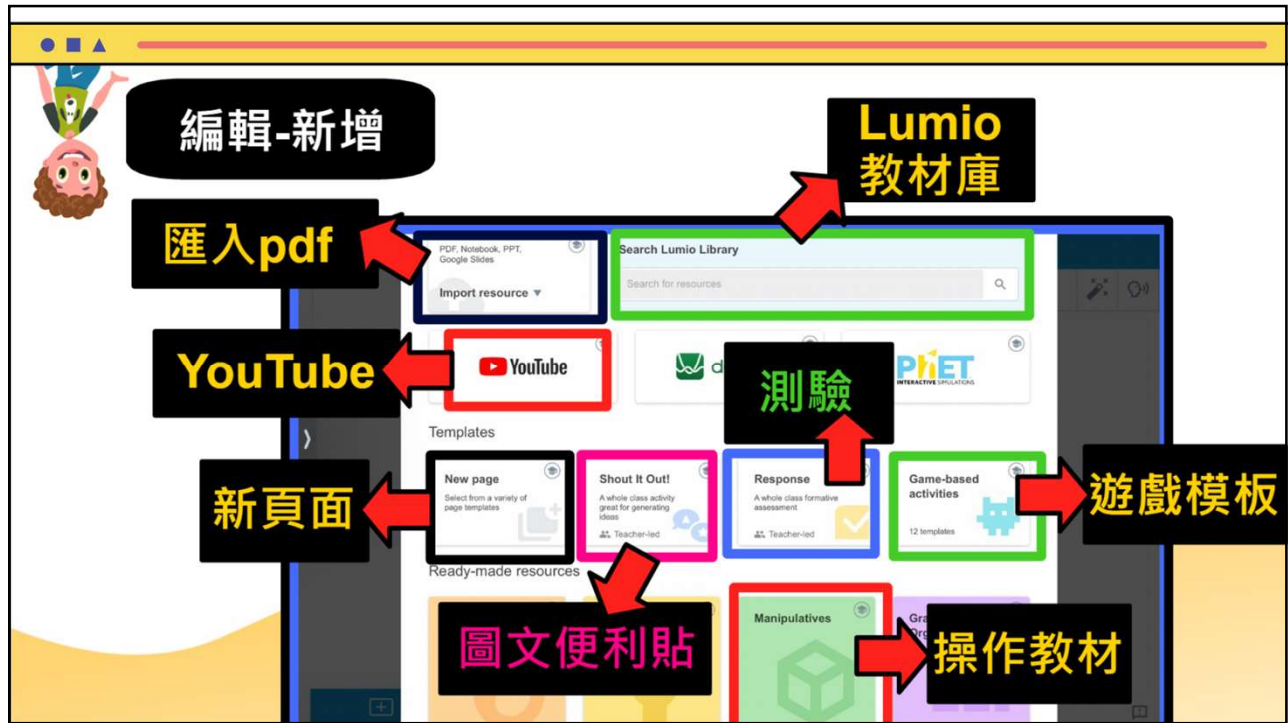 編輯-新增
Lumio
教材庫
匯入pdf
PDF, Notebook, PPT,
Google Slides
Import resource
Search Lumio Library
Search for resources
YouTube
YouTube
d
PhET
INTERACTIVE SIMULATIONS
測驗
Templates
新頁面
New page
Select from a variety of
page templates
Shout It Out!
A whole class activity
great for generating
ideas
Teacher-led
Response
A whole class formative
assessment
Teacher-led
Game-based
activities
12 templates
遊戲模板
Ready-made resources
圖文便利貼
Manipulatives
Gra
操作教材